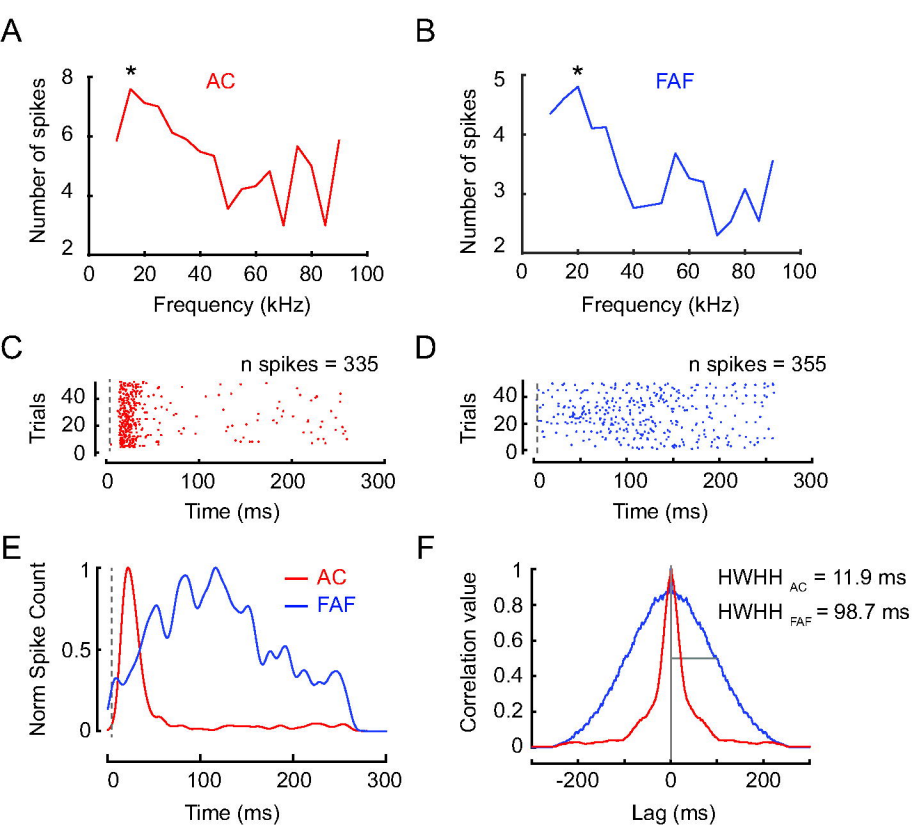 A
B
*
AC
*
FAF
Number of spikes
8
6
4
2
0 20 40 60 80 100
Frequency (kHz)
Number of spikes
5
4
3
2
0 20 40 60 80 100
Frequency (kHz)
C
D
n spikes = 335
n spikes = 355
Trials
40
20
0
0 100 200 300
Time (ms)
Trials
40
20
0
0 100 200 300
Time (ms)
E
F
Norm Spike Count
1
0.5
0
AC
FAF
0 100 200 300
Time (ms)
Correlation value
1
0.8
0.6
0.4
0.2
0
HWHH AC = 11.9 ms
HWHH FAF = 98.7 ms
-200 0 200
Lag (ms)